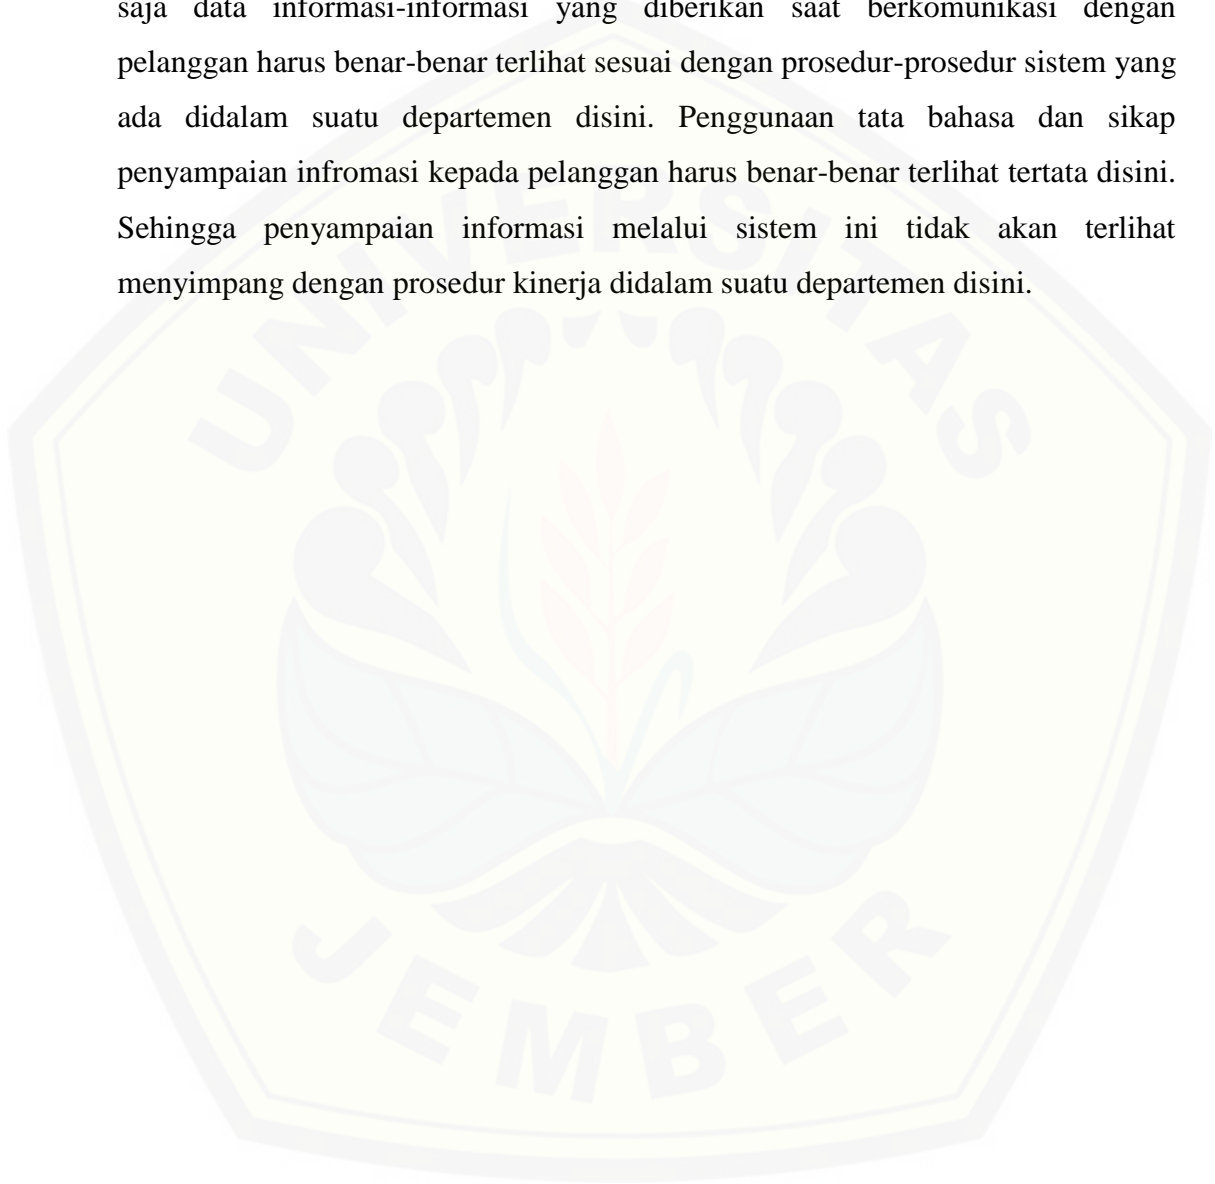 saja data informasi-informasi yang diberikan saat berkomunikasi dengan
pelanggan harus benar-benar terlihat sesuai dengan prosedur-prosedur sistem yang
ada didalam suatu departemen disini. Penggunaan tata bahasa dan sikap
penyampaian infromasi kepada pelanggan harus benar-benar terlihat tertata disini.
Sehingga penyampaian informasi melalui sistem ini tidak akan terlihat
menyimpang dengan prosedur kinerja didalam suatu departemen disini.
UNIVERSITAS
JEMBER